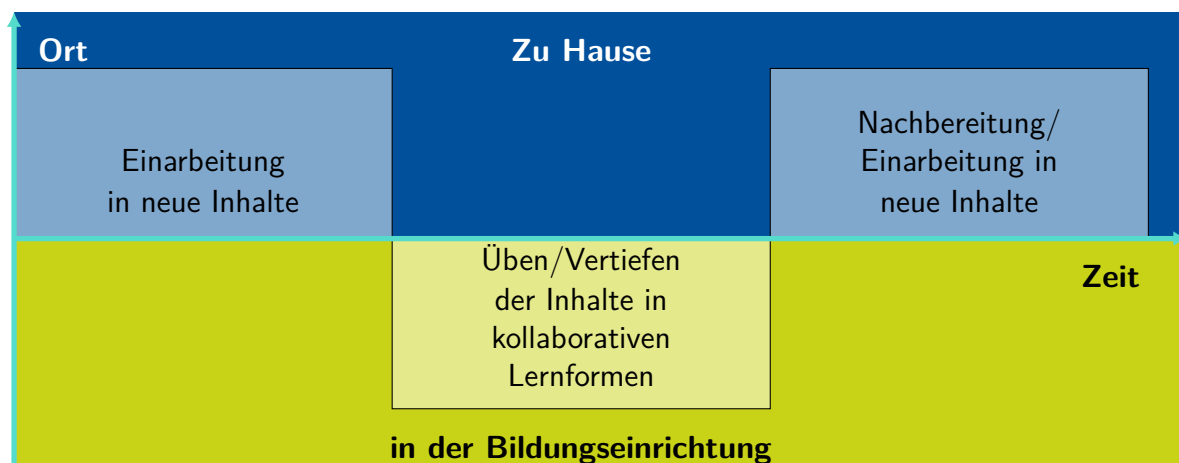 Ort
Zu Hause
Einarbeitung
in neue Inhalte
Nachbereitung/
Einarbeitung in
neue Inhalte
Üben/Vertiefen
der Inhalte in
kollaborativen
Lernformen
Zeit
in der Bildungseinrichtung